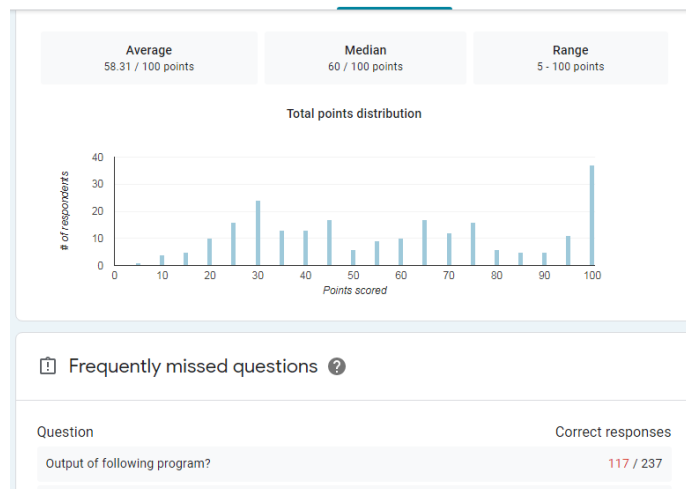 Average
58.31 / 100 points
Median
60 / 100 points
Range
5 - 100 points
Total points distribution
# of respondents
40
30
20
10
0
0 10 20 30 40 50 60 70 80 90 100
Points scored
Frequently missed questions ?
Question Correct responses
Output of following program? 117 / 237